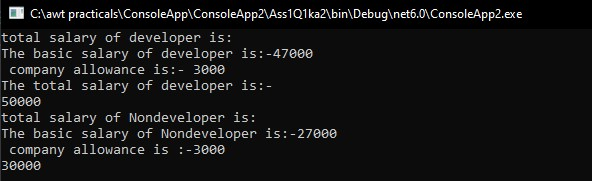 C:\awt practicals\ConsoleApp\ConsoleApp2\Ass1Q1ka2\bin\Debug\net6.0\ConsoleApp2.exe
total salary of developer is:
The basic salary of developer is:-47000
 company allowance is:- 3000
The total salary of developer is:-
50000
total salary of Nondeveloper is:
The basic salary of Nondeveloper is:-27000
 company allowance is :-3000
30000